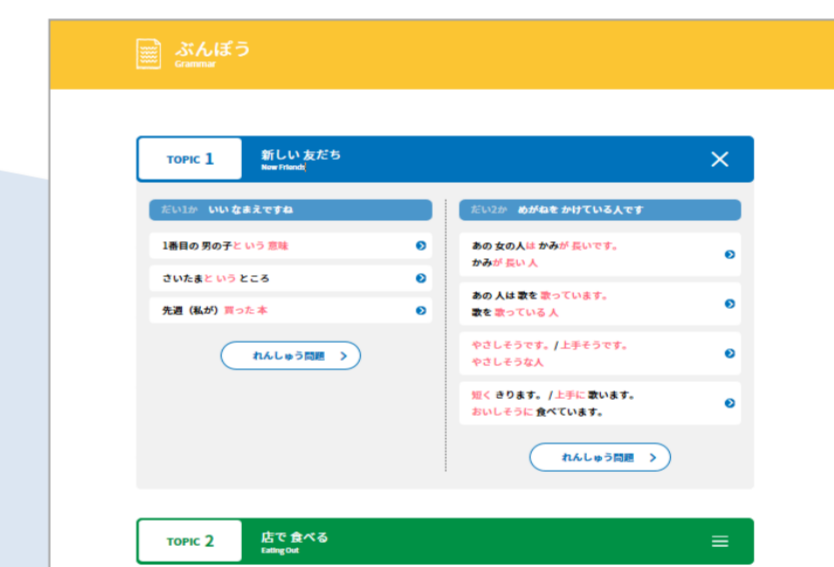 ぶんぽう
Grammar
TOPIC 1
新しい 友だち
New Friends
だい1か いい なまえですね
1番目の 男の子と いう 意味
さいたまと いう ところ
先週（私が）買った 本
れんしゅう問題
だい2か めがねを かけている人です
あの 女の人は かみが 長いです。
かみが 長い 人
あの 人は 歌を 歌っています。
歌を 歌っている 人
やさしそうです。/ 上手そうです。
やさしそうな人
短く きります。/ 上手に 歌います。
おいしそうに 食べています。
れんしゅう問題
TOPIC 2
店で 食べる
Eating Out